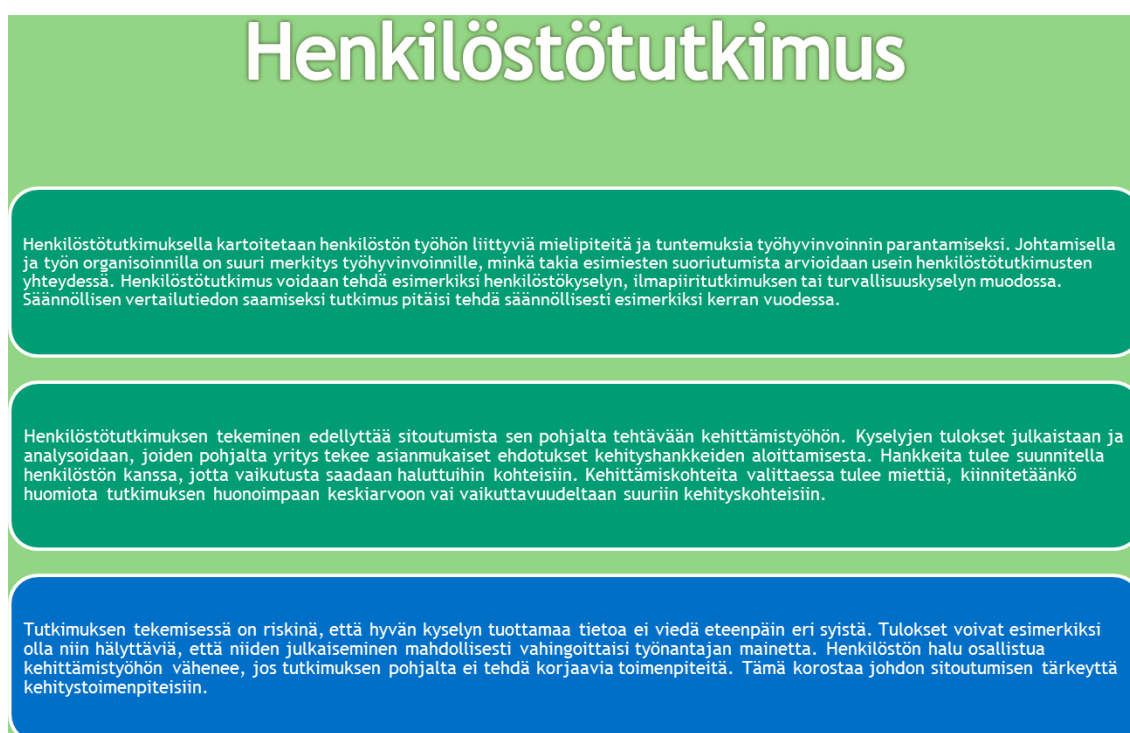 Henkilöstötutkimus
Henkilöstötutkimuksella kartoitetaan henkilöstön työhön liittyviä mielipiteitä ja tuntemuksia työhyvinvoinnin parantamiseksi. Johtamisella
ja työn organisoinnilla on suuri merkitys työhyvinvoinnille, minkä takia esimiesten suoriutumista arvioidaan usein henkilöstötutkimusten
yhteydessä. Henkilöstötutkimus voidaan tehdä esimerkiksi henkilöstökyselyn, ilmapiiritutkimuksen tai turvallisuuskyselyn muodossa.
Säännöllisen vertailutiedon saamiseksi tutkimus pitäisi tehdä säännöllisesti esimerkiksi kerran vuodessa.
Henkilöstötutkimuksen tekeminen edellyttää sitoutumista sen pohjalta tehtävään kehittämistyöhön. Kyselyjen tulokset julkaistaan ja
analysoidaan, joiden pohjalta yritys tekee asianmukaiset ehdotukset kehityshankkeiden aloittamisesta. Hankkeita tulee suunnitella
henkilöstön kanssa, jotta vaikutusta saadaan haluttuihin kohteisiin. Kehittämiskohteita valittaessa tulee miettiä, kiinnitetäänkö
huomiota tutkimuksen huonoimpaan keskiarvoon vai vaikuttavuudeltaan suuriin kehityskohteisiin.
Tutkimuksen tekemisessä on riskinä, että hyvän kyselyn tuottamaa tietoa ei viedä eteenpäin eri syistä. Tulokset voivat esimerkiksi
olla niin hälyttäviä, että niiden julkaiseminen mahdollisesti vahingoittaisi työnantajan mainetta. Henkilöstön halu osallistua
kehittämistyöhön vähenee, jos tutkimuksen pohjalta ei tehdä korjaavia toimenpiteitä. Tämä korostaa johdon sitoutumisen tärkeyttä
kehitystoimenpiteisiin.